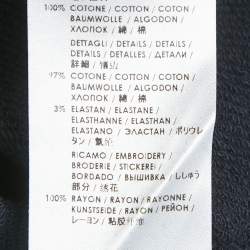 100% COTONE / COTTON / COTON
BAUMWOLLE / ALGODON /
ХЛОПОК / 綿 / 棉
DETTAGLI / DETAILS / DETAILS /
DETAILS / DETALLES / ДЕТАЛИ /
詳細 / 情况
97% COTONE / COTTON / COTON
BAUMWOLLE / ALGODON /
ХЛОПОК / 綿 / 棉
3% ELASTAN / ELASTANE /
ELASTHANNE / ELASTHAN /
ELASTANO / ЭЛАСТАН / ポリウレ
タン / 氨纶
RICAMO / EMBROIDERY /
BRODERIE / STICKEREI /
BORDADO / ВЫШИВКА / ししゅう
部分 / 绣花
100% RAYON / RAYON / RAYONNE /
KUNSTSEIDE / RAYON / РЕЙОН /
レーヨン / 粘胶纤维